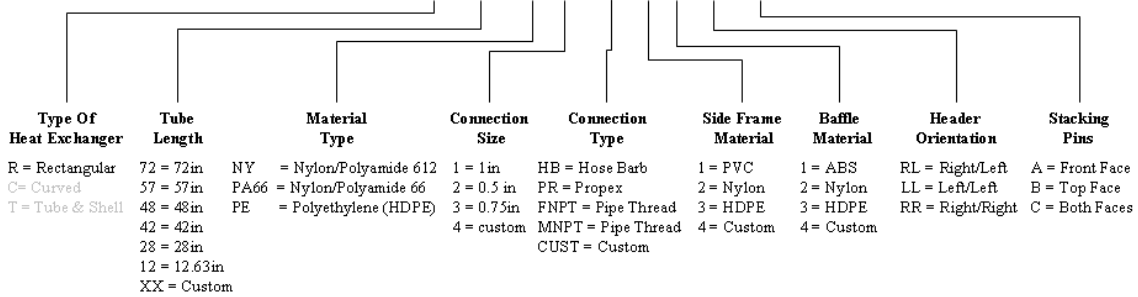 Type Of
Heat Exchanger
R = Rectangular
C= Curved
T = Tube & Shell
Tube
Length
72 = 72in
57 = 57in
48 = 48in
42 = 42in
28 = 28in
12 = 12.63in
XX = Custom
Material
Type
NY = Nylon/Polyamide 612
PA66 = Nylon/Polyamide 66
PE = Polyethylene (HDPE)
Connection
Size
1 = 1in
2 = 0.5 in
3 = 0.75in
4 = custom
Connection
Type
HB = Hose Barb
PR = Propex
FNPT = Pipe Thread
MNPT = Pipe Thread
CUST = Custom
Side Frame
Material
1 = PVC
2 = Nylon
3 = HDPE
4 = Custom
Baffle
Material
1 = ABS
2 = Nylon
3 = HDPE
4 = Custom
Header
Orientation
RL = Right/Left
LL = Left/Left
RR = Right/Right
Stacking
Pins
A = Front Face
B = Top Face
C = Both Faces